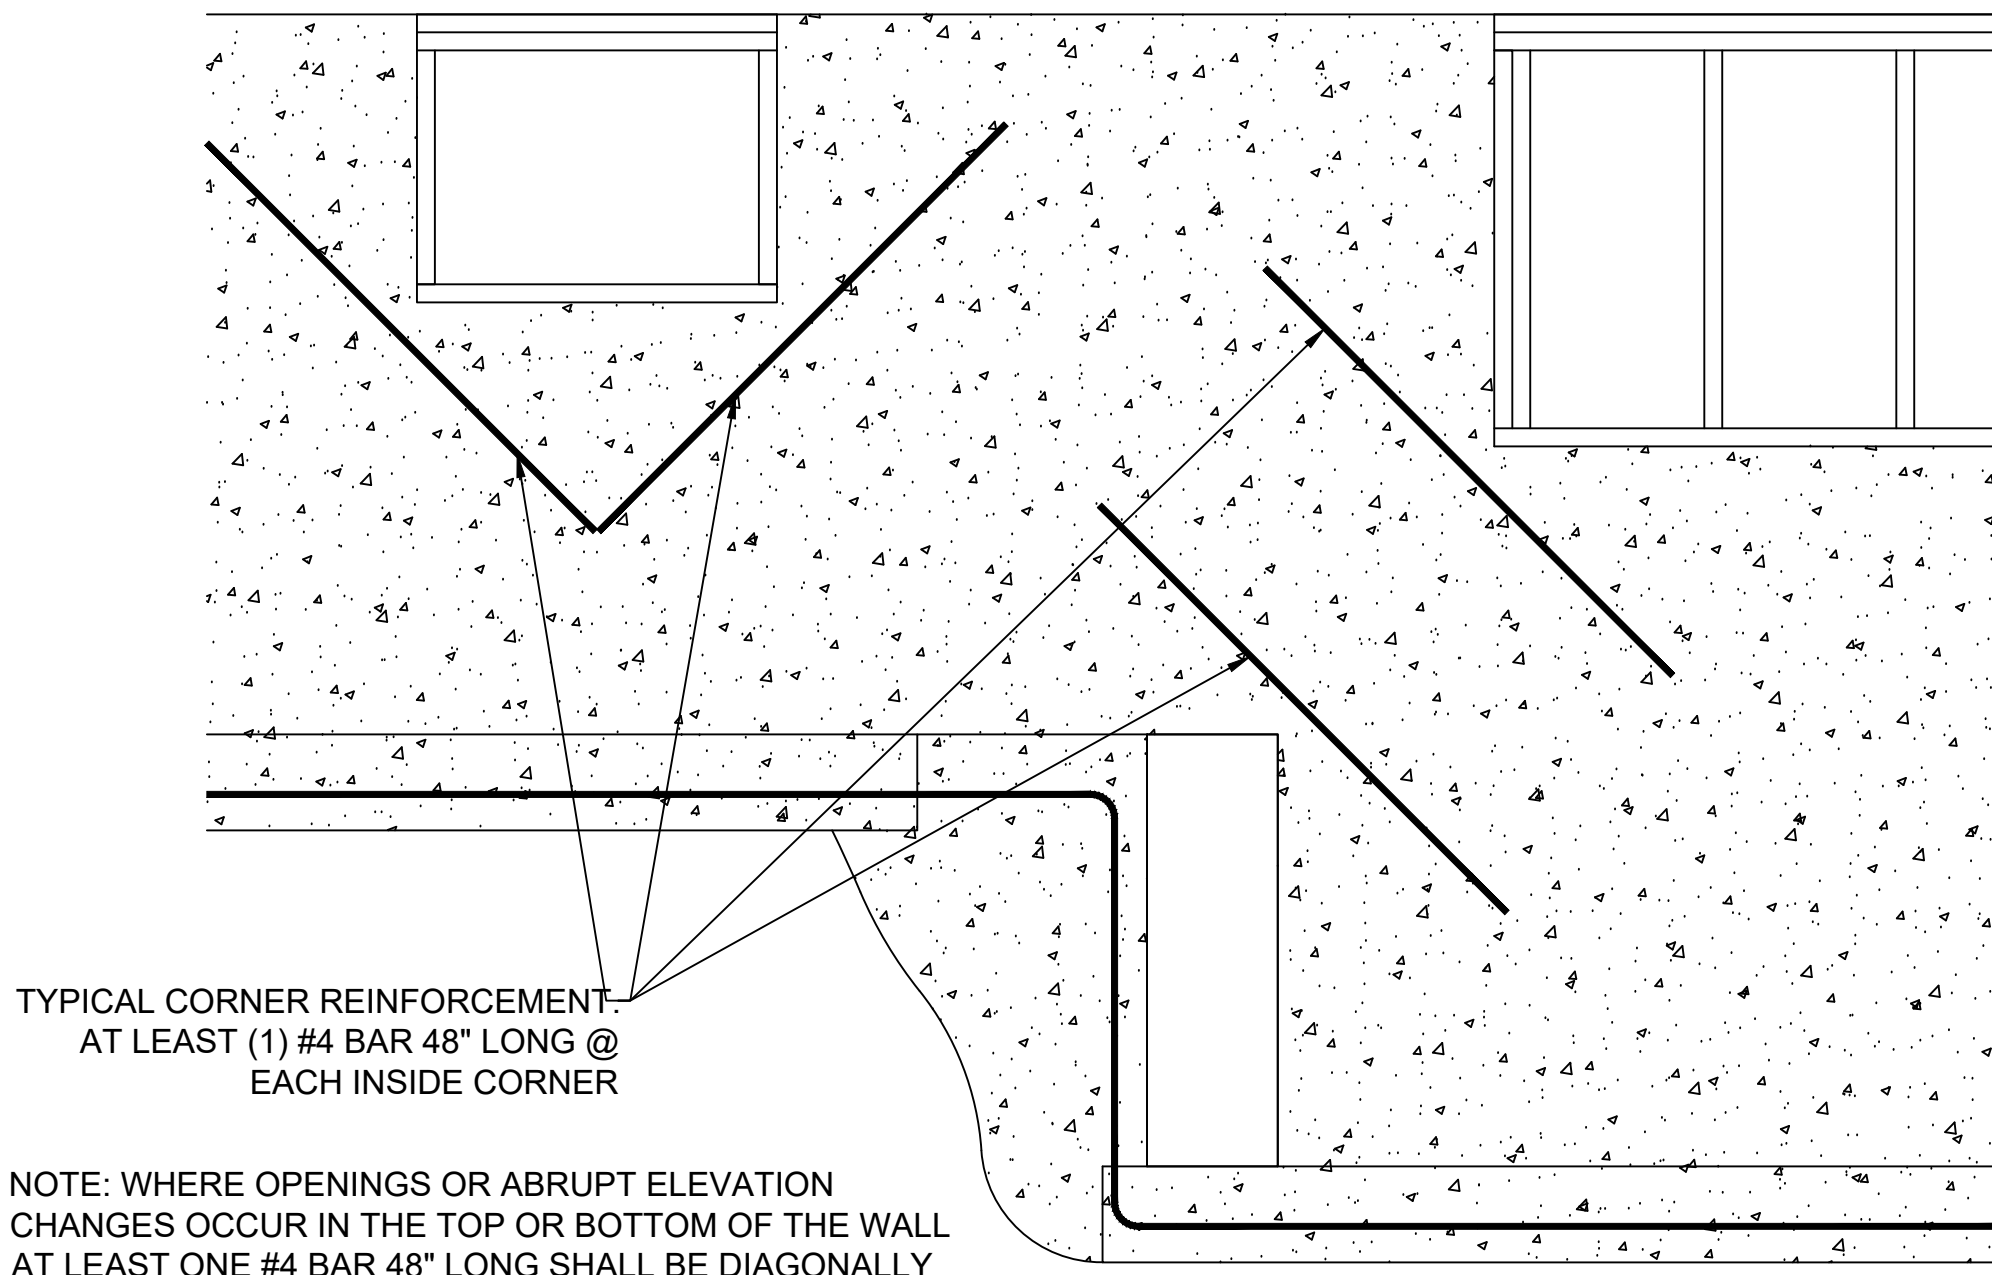 TYPICAL CORNER REINFORCEMENT.
AT LEAST (1) #4 BAR 48" LONG @
EACH INSIDE CORNER
NOTE: WHERE OPENINGS OR ABRUPT ELEVATION
CHANGES OCCUR IN THE TOP OR BOTTOM OF THE WALL
AT LEAST ONE #4 BAR 48" LONG SHALL BE DIAGONALLY